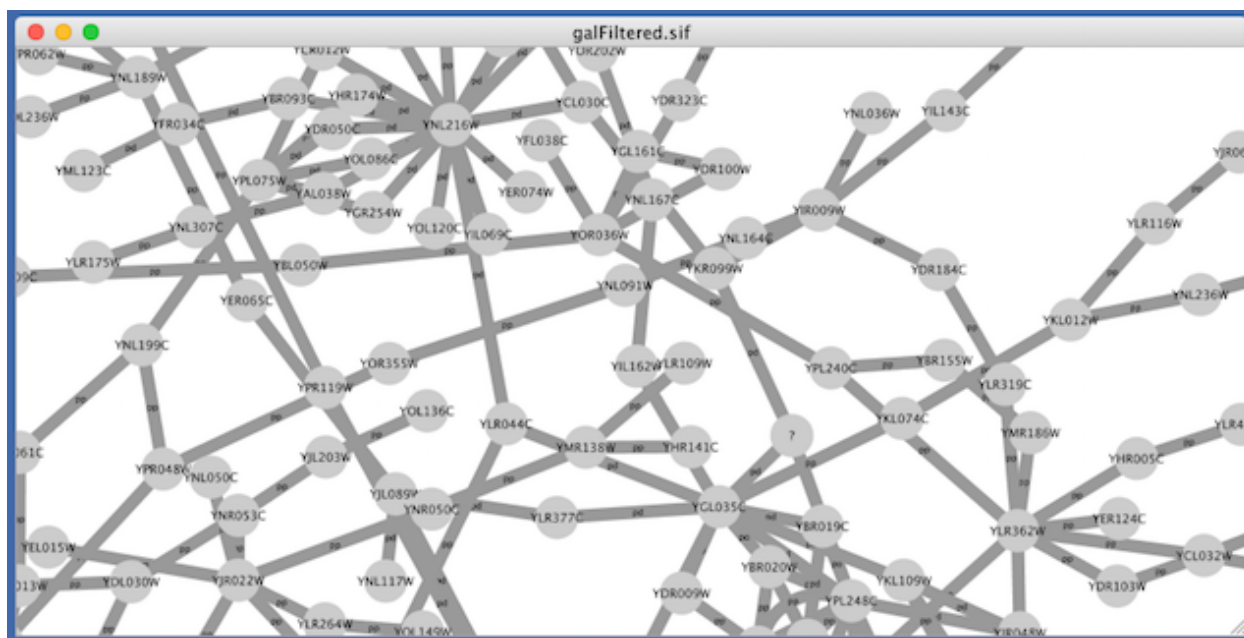 galFiltered.sif
YLR012W
YPR062W
YDR202W
YNL189W
YBR093C
YHR174W
YCL030C
YDR323C
YIL143C
YNL036W
YFR034C
YDR050C
YNL216W
YFL038C
YGL161C
YML123C
YOL086C
YDR100W
YPL075W
YAL038W
YER074W
YNL167C
YGR254W
YIR009W
YLR116W
YNL307C
YOL120C
YIL069C
YOR036W
YNL164C
YLR175W
YBL050W
YKR099W
YDR184C
YNL091W
YNL236W
YER065C
YKL012W
YNL199C
YOR355W
YIL162W
YLR109W
YPL240C
YBR155W
YPR119W
YLR319C
YOL136C
YLR044C
YKL074C
?
YMR186W
YMR138W
YHR141C
YJL203W
YHR005C
YPR048W
YNL050C
YJL089W
YNR053C
YNR050C
YLR377C
YGL035C
YBR019C
YER124C
YLR362W
YEL015W
YCL032W
YDL030W
YJR022W
YNL117W
YBR020W
YKL109W
YDR103W
YDR009W
YPL248C
YLR264W
YOL149W
YJR048W